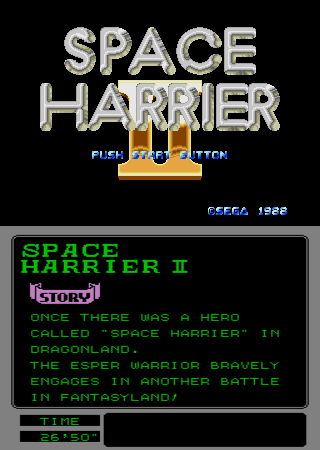 SPACE
HARRIER
II
PUSH START BUTTON
©SEGA 1988
SPACE
HARRIER II
STORY
ONCE THERE WAS A HERO
CALLED "SPACE HARRIER" IN
DRAGONLAND.
THE ESPER WARRIOR BRAVELY
ENGAGES IN ANOTHER BATTLE
IN FANTASYLAND!
TIME
26'50"